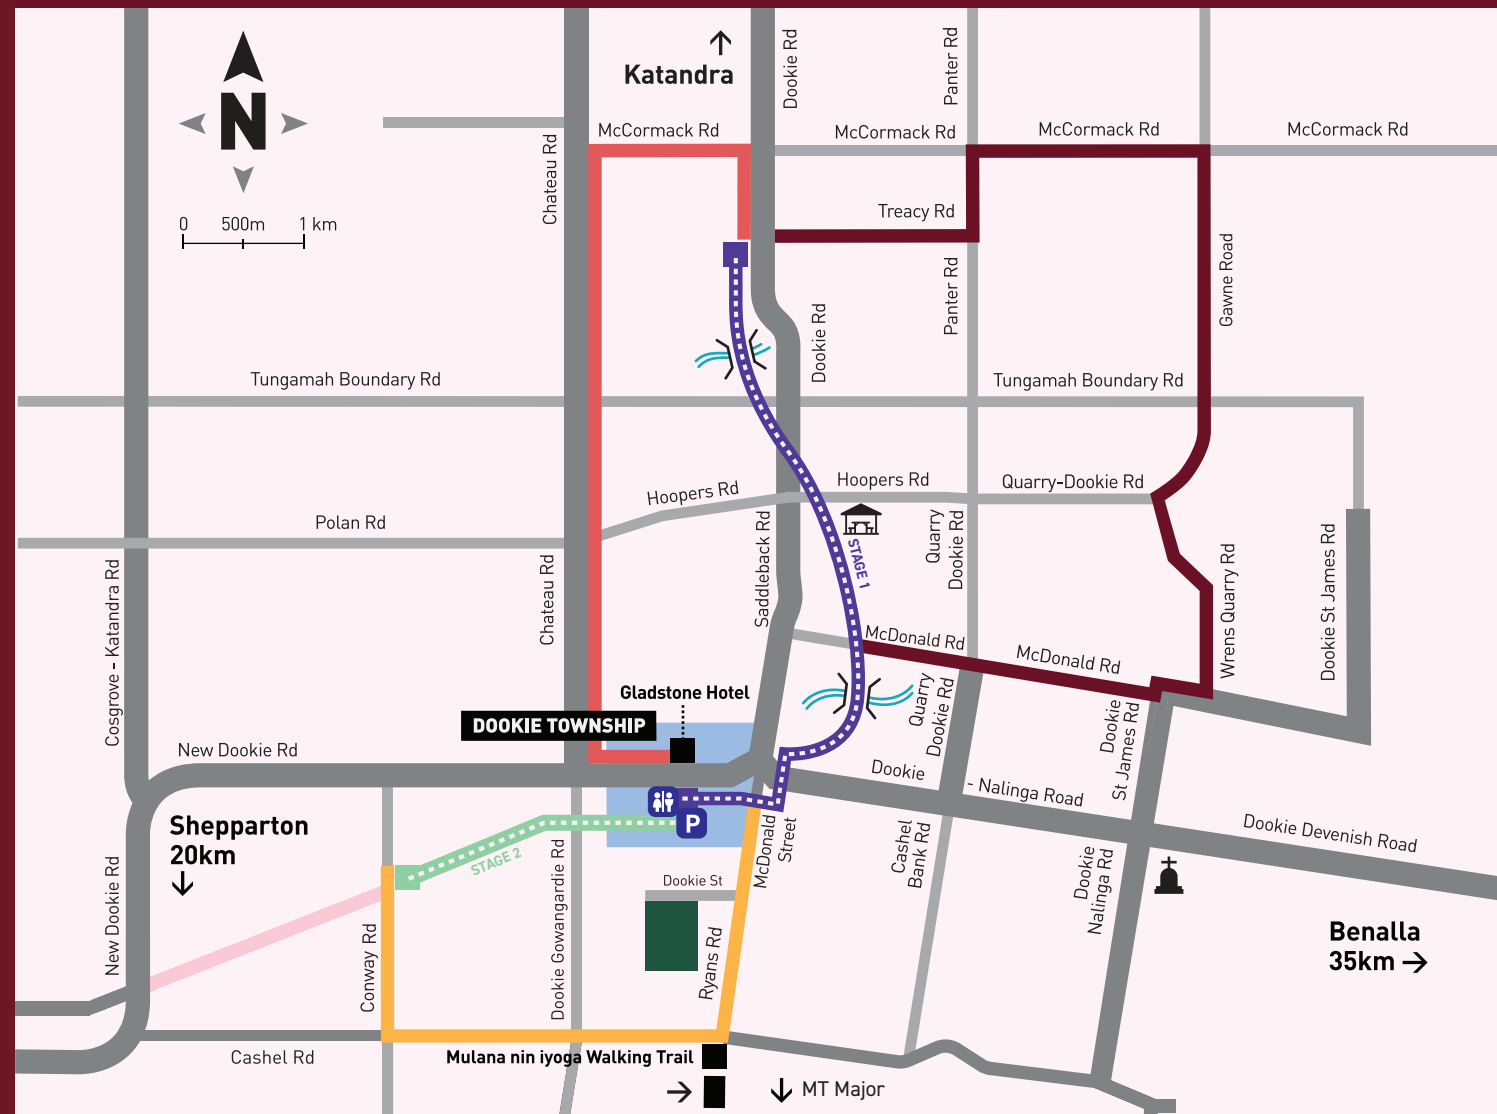 Katandra
Dookie Rd
Panter Rd
N
0 500m 1 km
Chateau Rd
McCormack Rd
McCormack Rd
McCormack Rd
McCormack Rd
Treacy Rd
Panter Rd
Gawne Road
Dookie Rd
Tungamah Boundary Rd
Tungamah Boundary Rd
Hoopers Rd
Hoopers Rd
Quarry-Dookie Rd
Polan Rd
Cosgrove - Katandra Rd
Chateau Rd
Saddleback Rd
STAGE 1
Quarry
Dookie Rd
Wrens Quarry Rd
Dookie St James Rd
McDonald Rd
McDonald Rd
Gladstone Hotel
DOOKIE TOWNSHIP
Quarry
Dookie Rd
Dookie
St James Rd
New Dookie Rd
Dookie
- Nalinga Road
P
Shepparton
20km
STAGE 2
McDonald
Street
Cashel
Bank Rd
Dookie
Nalinga Rd
Dookie Devenish Road
New Dookie Rd
Conway Rd
Dookie Gowangardie Rd
Dookie St
Ryans Rd
Benalla
35km
Cashel Rd
Mulana nin iyoga Walking Trail
MT Major